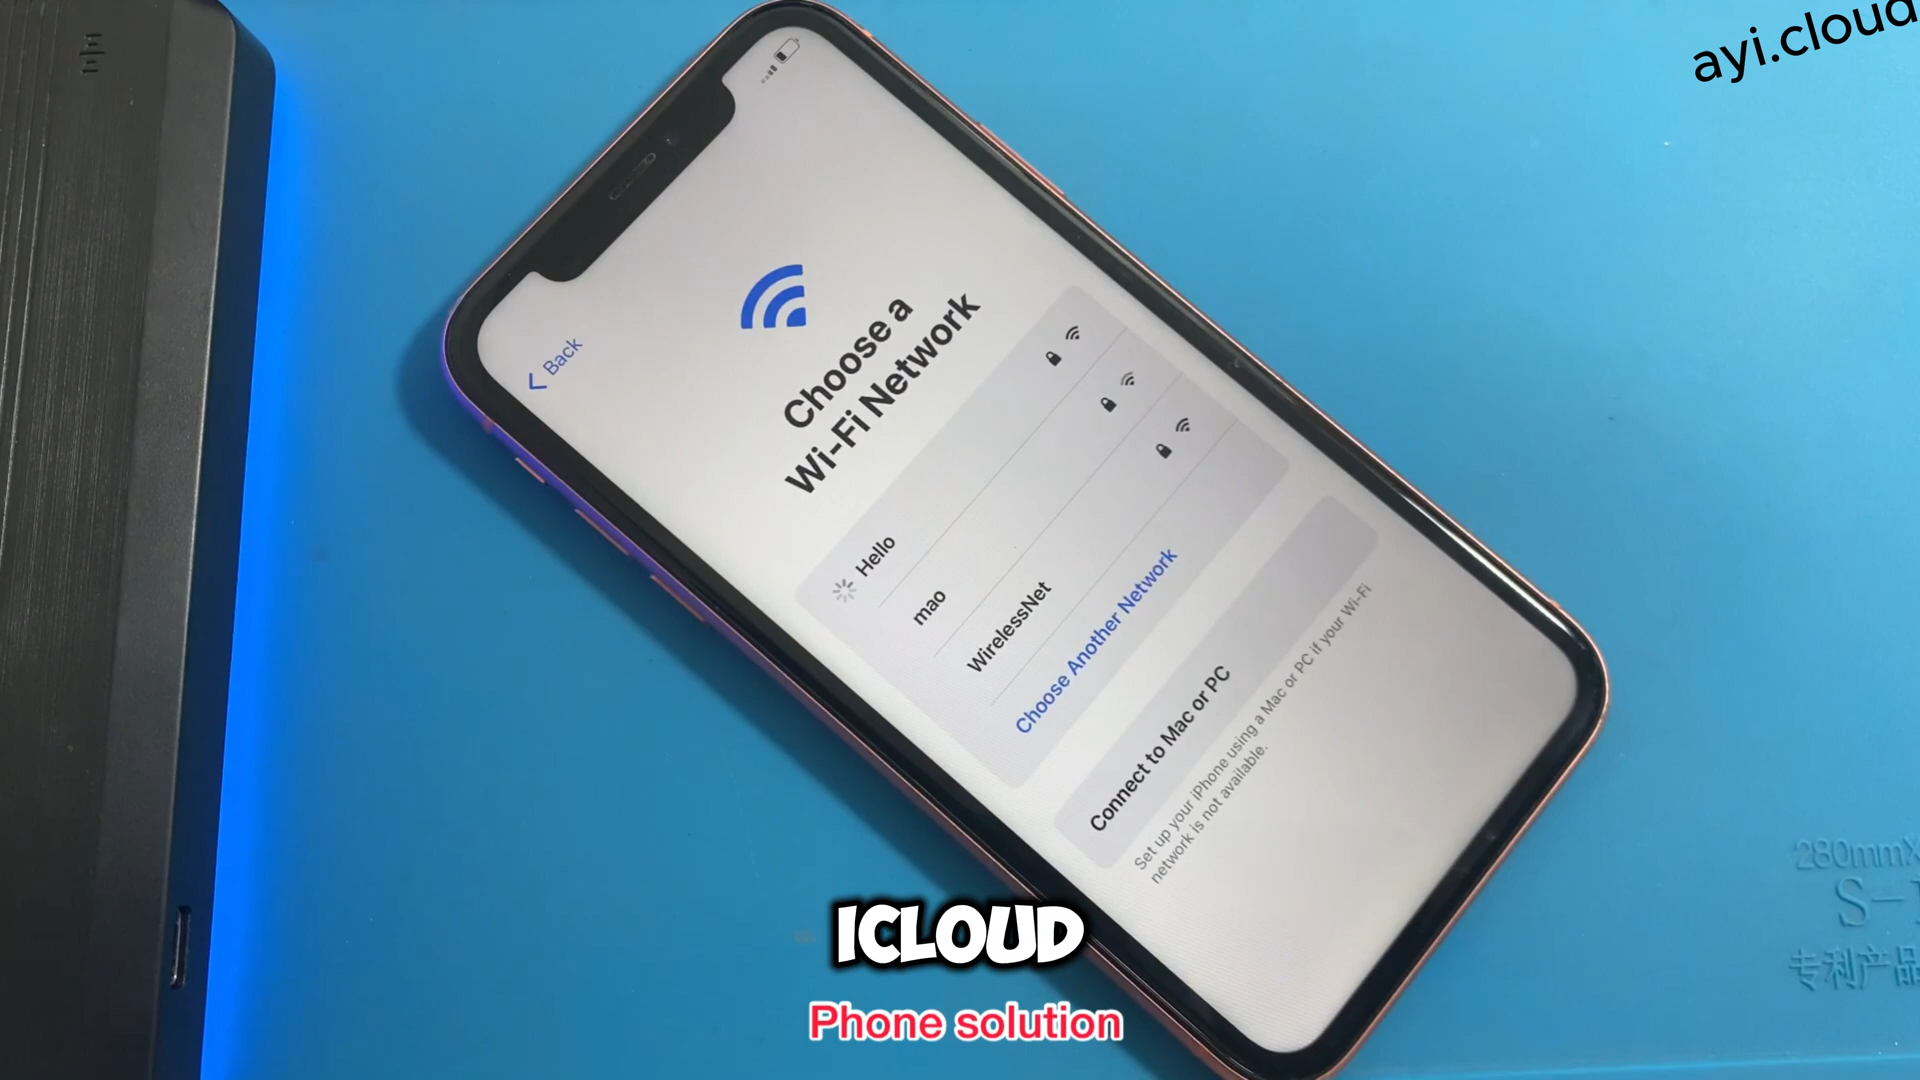 ayi.cloud
Back
Choose a
Wi-Fi Network
Hello
mao
WirelessNet
Choose Another Network
Connect to Mac or PC
Set up your iPhone using a Mac or PC if your Wi-Fi
network is not available.
280mm
S-
专利产品
ICLOUD
Phone solution